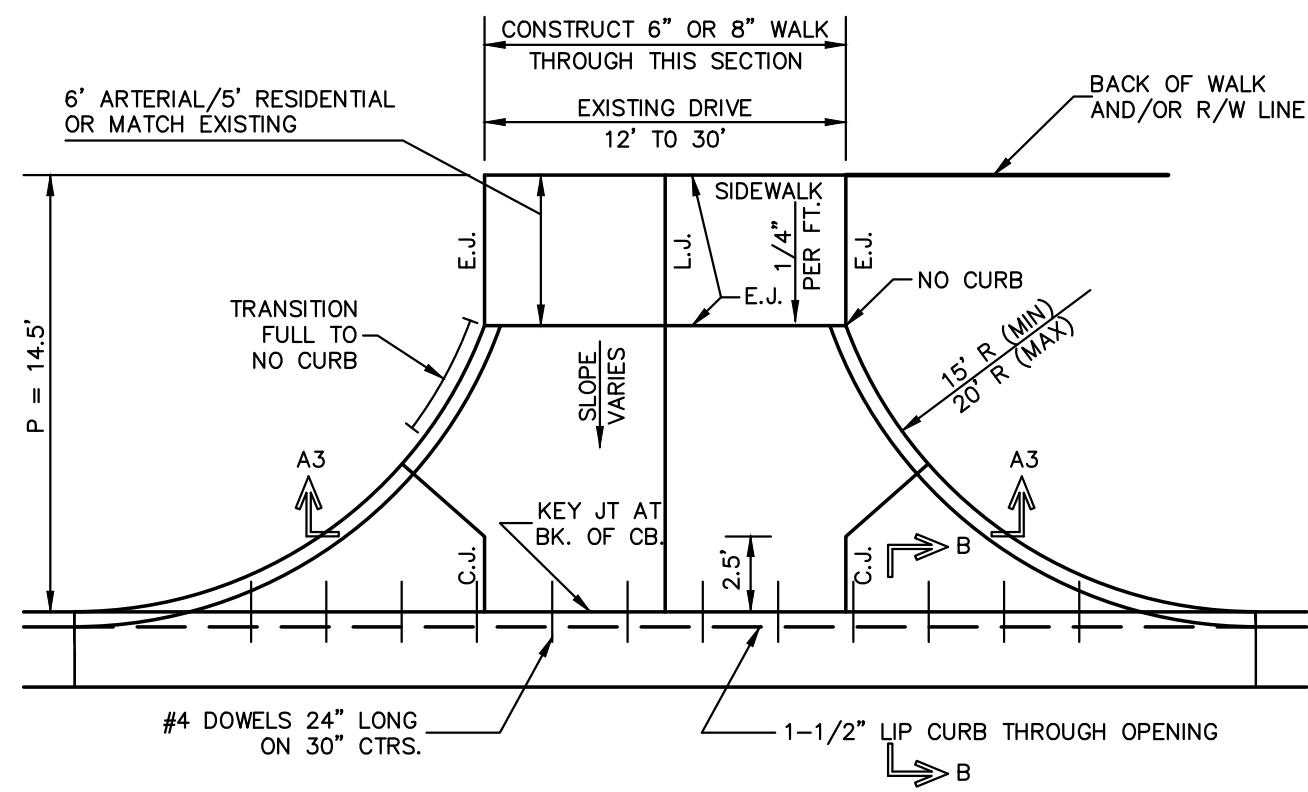 CONSTRUCT 6” OR 8” WALK
THROUGH THIS SECTION
6’ ARTERIAL/5’ RESIDENTIAL
OR MATCH EXISTING
EXISTING DRIVE
12’ TO 30’
BACK OF WALK
AND/OR R/W LINE
SIDEWALK
1/4”
PER FT.
E.J.
L.J.
E.J.
E.J.
NO CURB
TRANSITION
FULL TO
NO CURB
P = 14.5’
SLOPE
VARIES
15’ R (MIN)
20’ R (MAX)
A3
A3
KEY JT AT
BK. OF CB.
C.J.
2.5’
C.J.
B
#4 DOWELS 24” LONG
ON 30” CTRS.
1-1/2” LIP CURB THROUGH OPENING
B